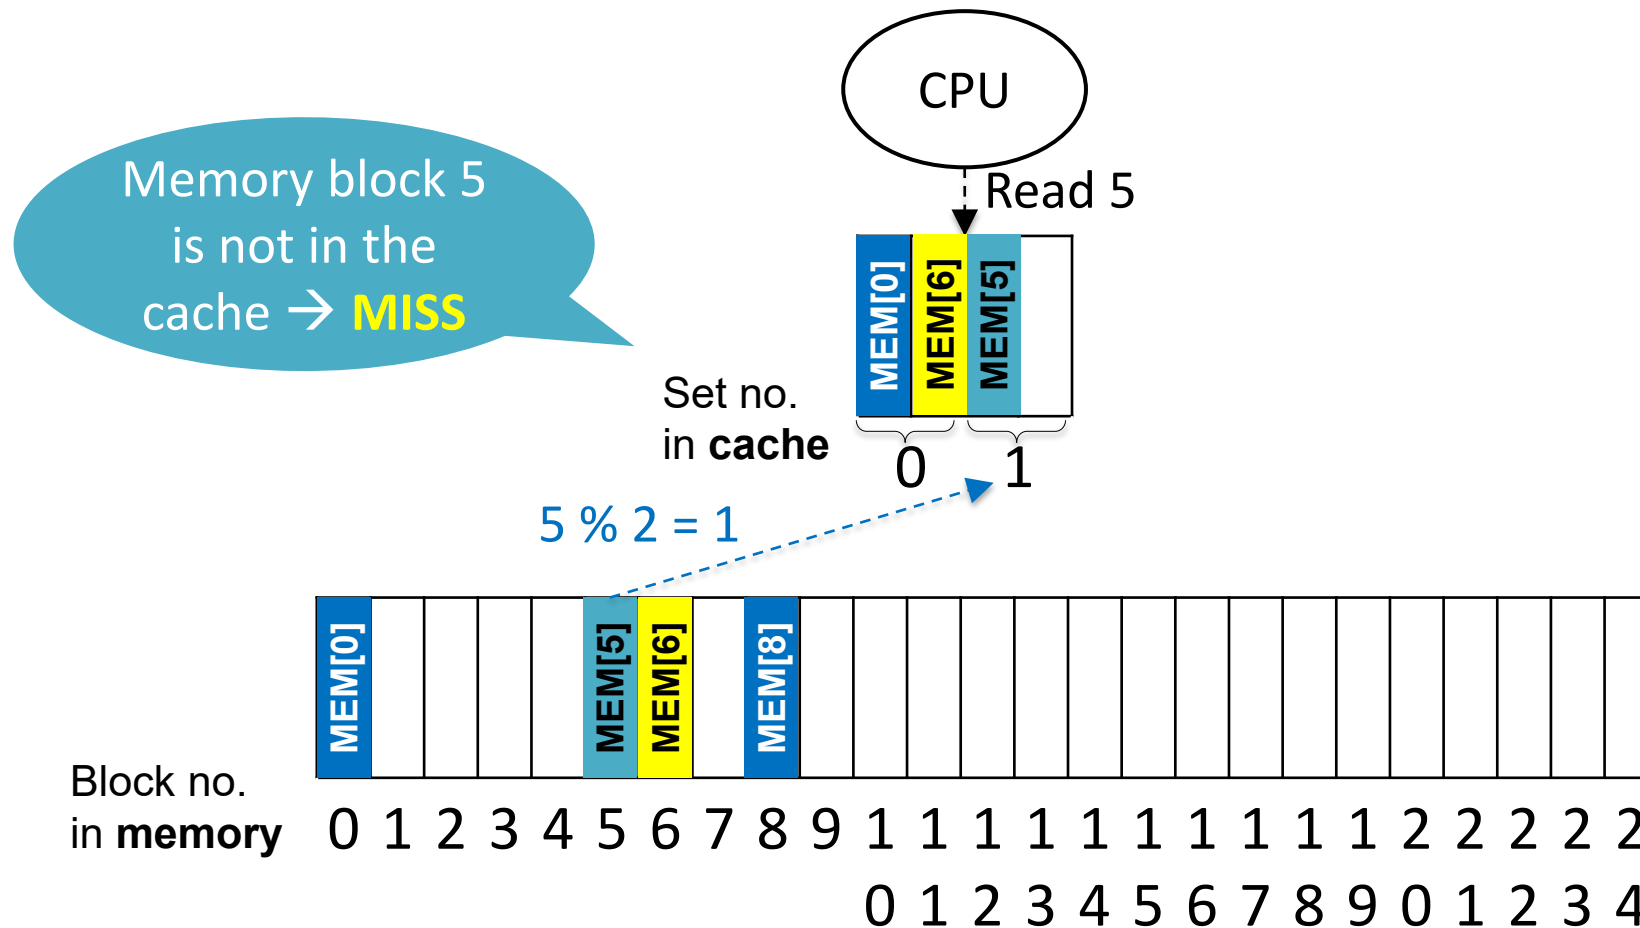 CPU
Read 5
Memory block 5
is not in the
cache → MISS
MEM[0] MEM[6] MEM[5]
Set no.
in cache
0 1
5 % 2 = 1
MEM[0] MEM[5] MEM[6] MEM[8]
Block no.
in memory
0 1 2 3 4 5 6 7 8 9 1 1 1 1 1 1 1 1 1 1 2 2 2 2 2
0 1 2 3 4 5 6 7 8 9 0 1 2 3 4